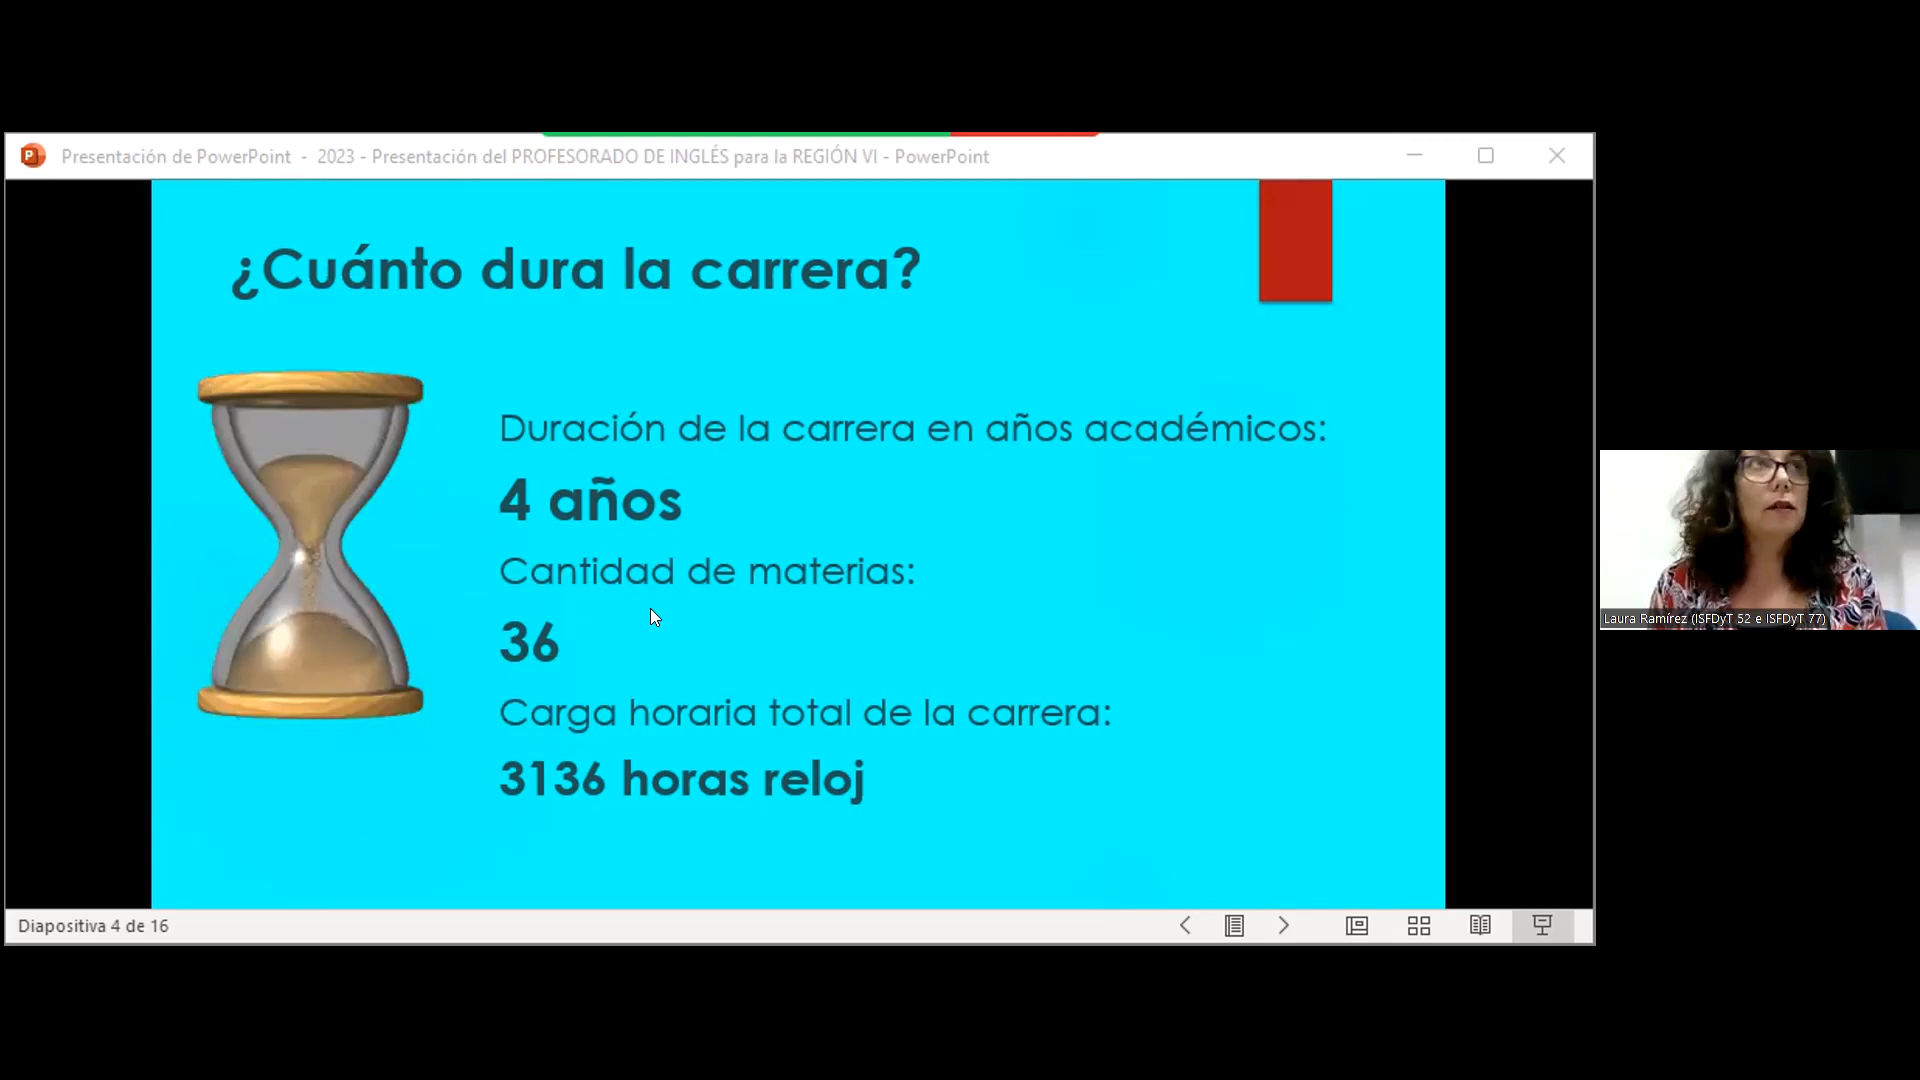 Presentación de PowerPoint - 2023 - Presentación del PROFESORADO DE INGLÉS para la REGIÓN VI - PowerPoint
¿Cuánto dura la carrera?
Duración de la carrera en años académicos:
4 años
Cantidad de materias:
36
Carga horaria total de la carrera:
3136 horas reloj
Laura Ramírez (ISFDyT 52 e ISFDyT 77)
Diapositiva 4 de 16